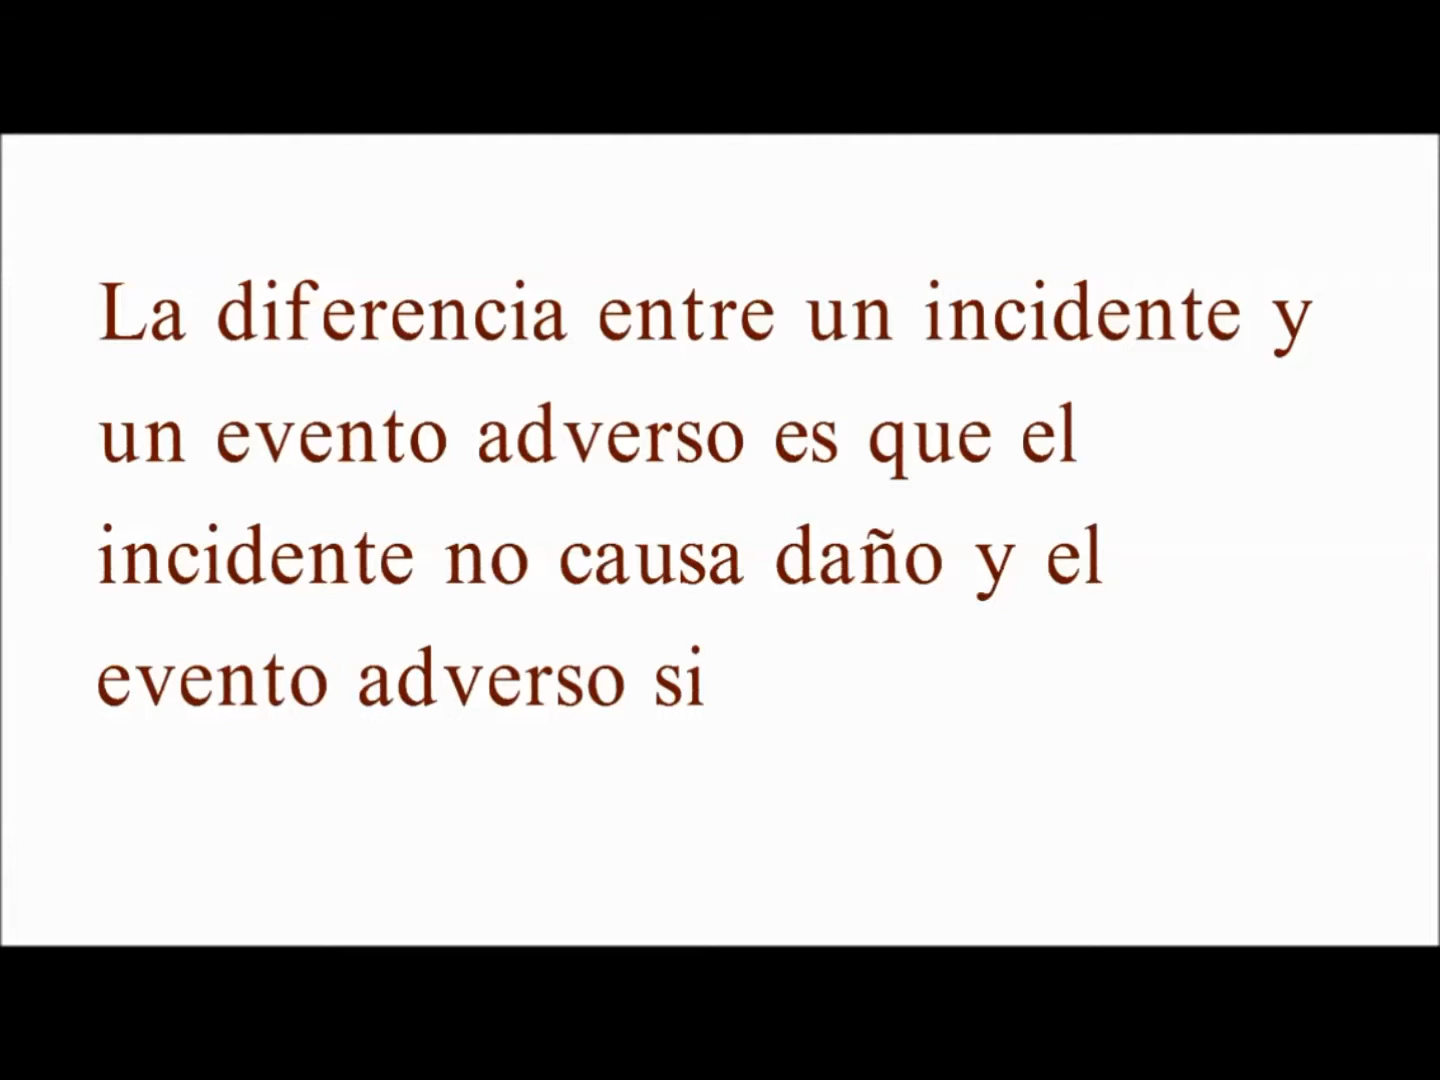 La diferencia entre un incidente y
un evento adverso es que el
incidente no causa daño y el
evento adverso si